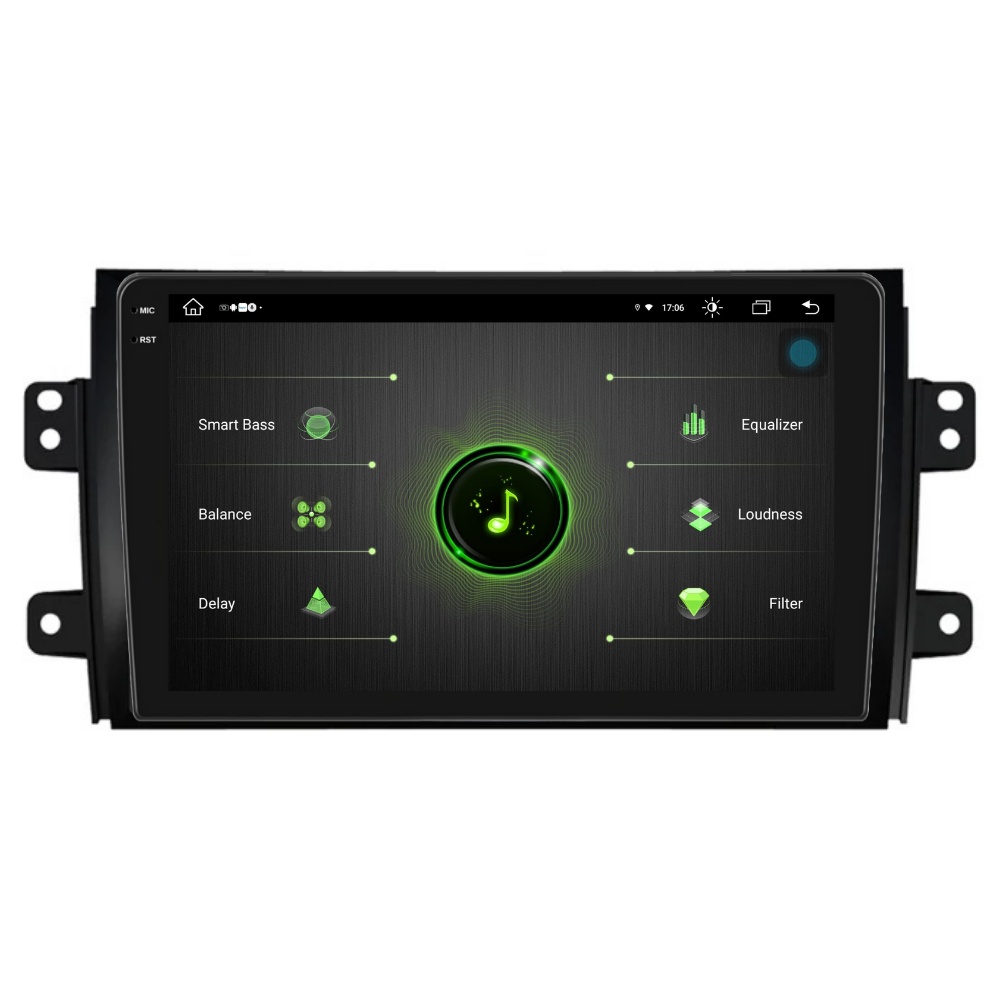 MIC
17:06
RST
Smart Bass
Equalizer
Balance
Loudness
Delay
Filter